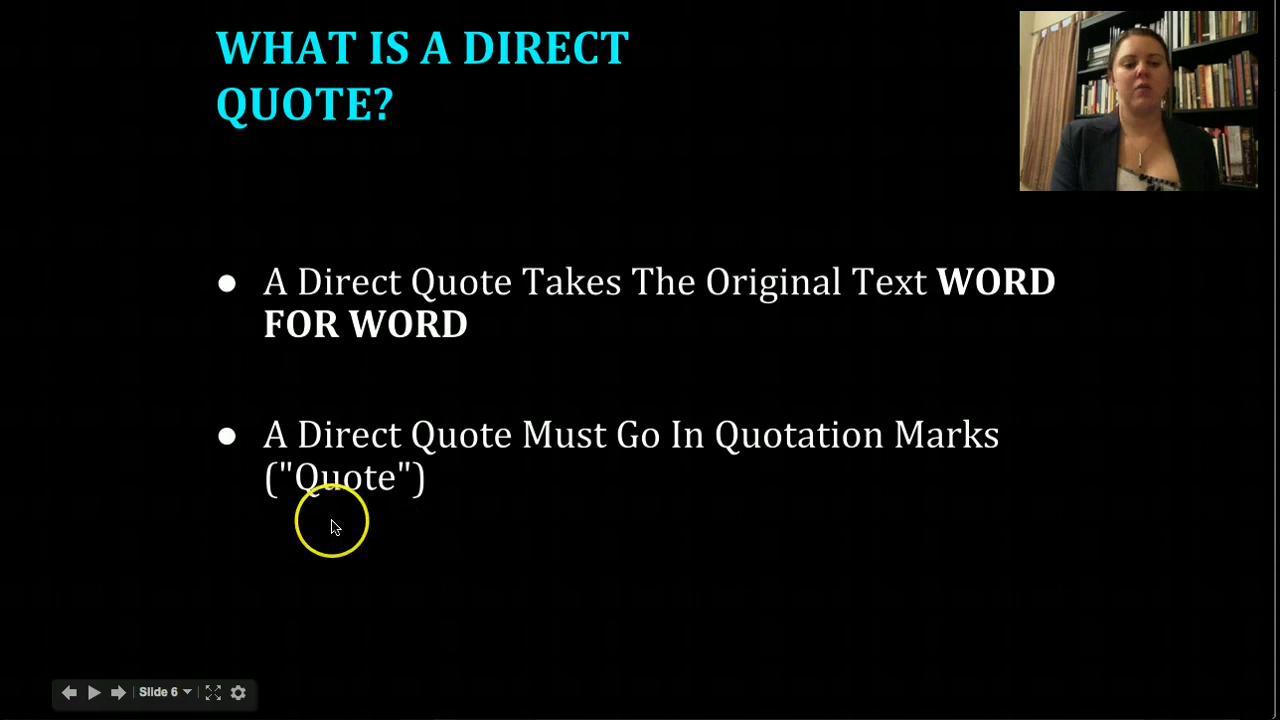 WHAT IS A DIRECT
QUOTE?
● A Direct Quote Takes The Original Text WORD
FOR WORD
● A Direct Quote Must Go In Quotation Marks
("Quote")
Slide 6